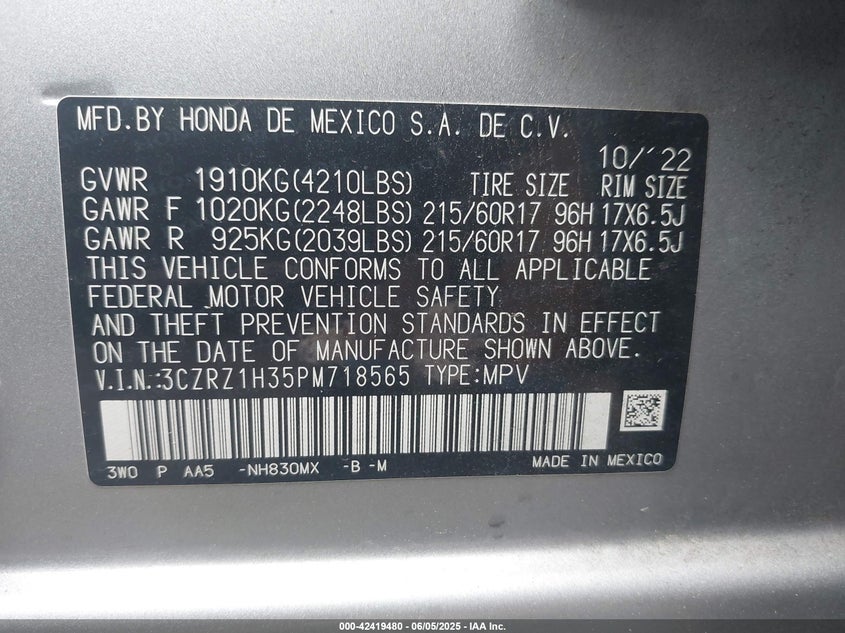 MFD.BY HONDA DE MEXICO S.A. DE C.V.
10/'22
GVWR 1910KG(4210LBS) TIRE SIZE RIM SIZE
GAWR F 1020KG(2248LBS) 215/60R17 96H 17X6.5J
GAWR R 925KG(2039LBS) 215/60R17 96H 17X6.5J
THIS VEHICLE CONFORMS TO ALL APPLICABLE
FEDERAL MOTOR VEHICLE SAFETY
AND THEFT PREVENTION STANDARDS IN EFFECT
ON THE DATE OF MANUFACTURE SHOWN ABOVE.
V.I.N.:3CZRZ1H35PM718565 TYPE:MPV
3W0 P AA5 -NH830MX -B -M MADE IN MEXICO
000-42419480 - 06/05/2025 - IAA Inc.